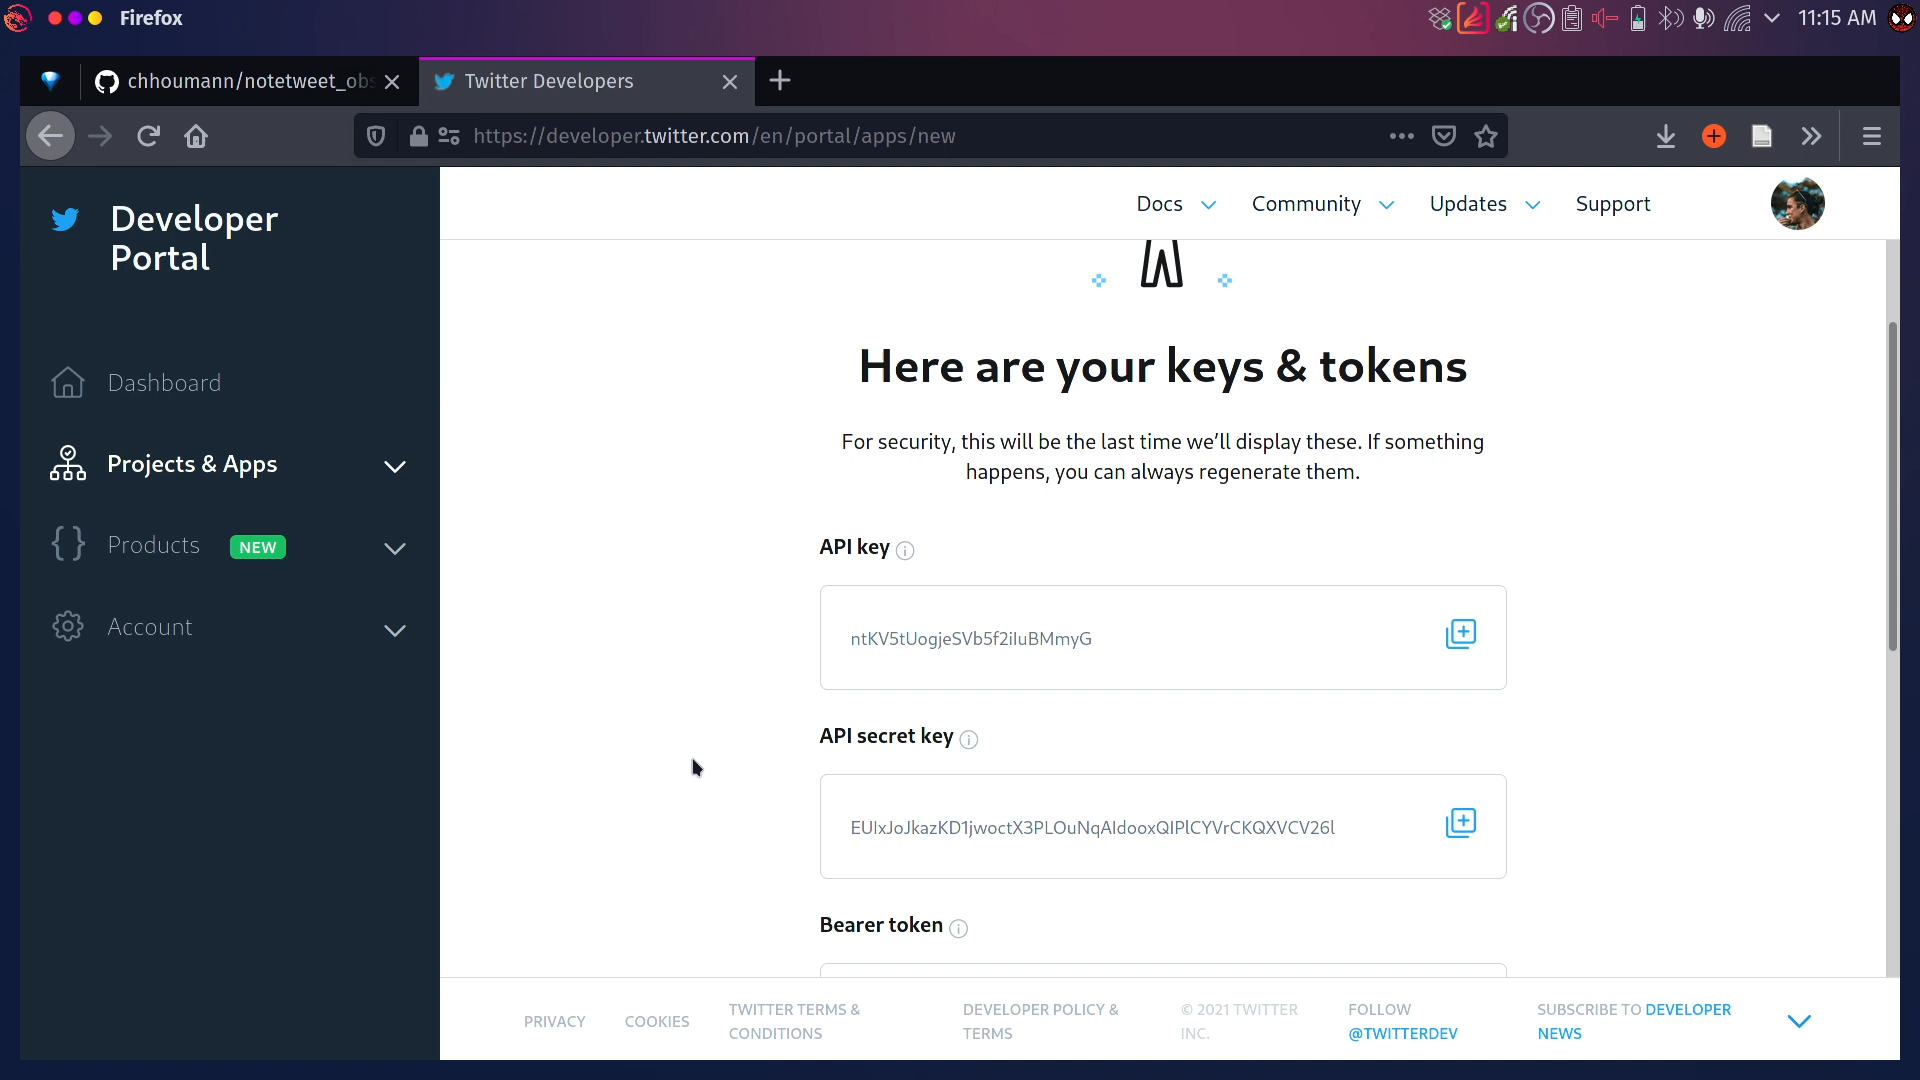 Firefox
11:15 AM
chhoumann/notetweet_obs
Twitter Developers
https://developer.twitter.com/en/portal/apps/new
Developer
Portal
Docs
Community
Updates
Support
Dashboard
Projects & Apps
Products NEW
Account
Here are your keys & tokens
For security, this will be the last time we’ll display these. If something
happens, you can always regenerate them.
API key
ntKV5tUogjeSVb5f2iluBMmyG
API secret key
EUlxJoJkazKD1jwoctX3PLOuNqAldooxQIPlCYVrCKQXVCV26l
Bearer token
PRIVACY
COOKIES
TWITTER TERMS &
CONDITIONS
DEVELOPER POLICY &
TERMS
© 2021 TWITTER
INC.
FOLLOW
@TWITTERDEV
SUBSCRIBE TO DEVELOPER
NEWS